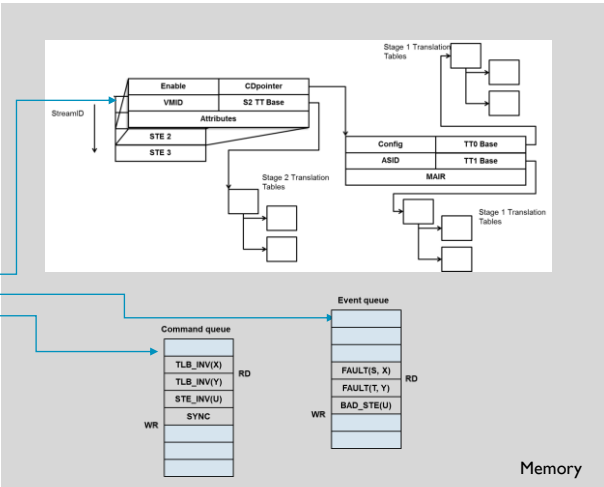 Stage 1 Translation
Tables
Enable
CDpointer
VMID
S2 TT Base
Attributes
StreamID
STE 2
STE 3
Config
TT0 Base
ASID
TT1 Base
MAIR
Stage 2 Translation
Tables
Stage 1 Translation
Tables
Event queue
Command queue
TLB_INV(X)
TLB_INV(Y)
STE_INV(U)
SYNC
RD
WR
FAULT(S, X)
FAULT(T, Y)
BAD_STE(U)
RD
WR
Memory